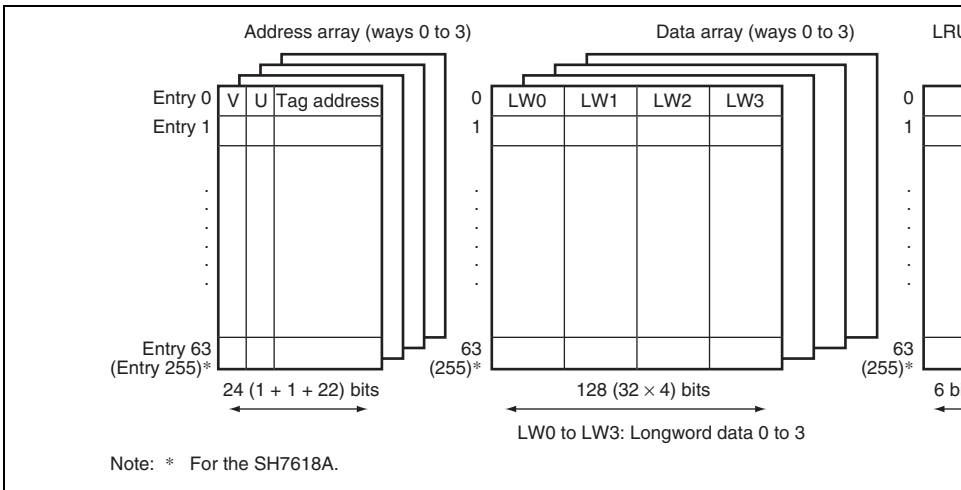 Address array (ways 0 to 3) Data array (ways 0 to 3) LRU
Entry 0 V U Tag address 0 LW0 LW1 LW2 LW3 0
Entry 1 1 1
Entry 63 63 63
(Entry 255)* (255)* (255)*
24 (1 + 1 + 22) bits 128 (32 × 4) bits 6 b
LW0 to LW3: Longword data 0 to 3
Note: * For the SH7618A.